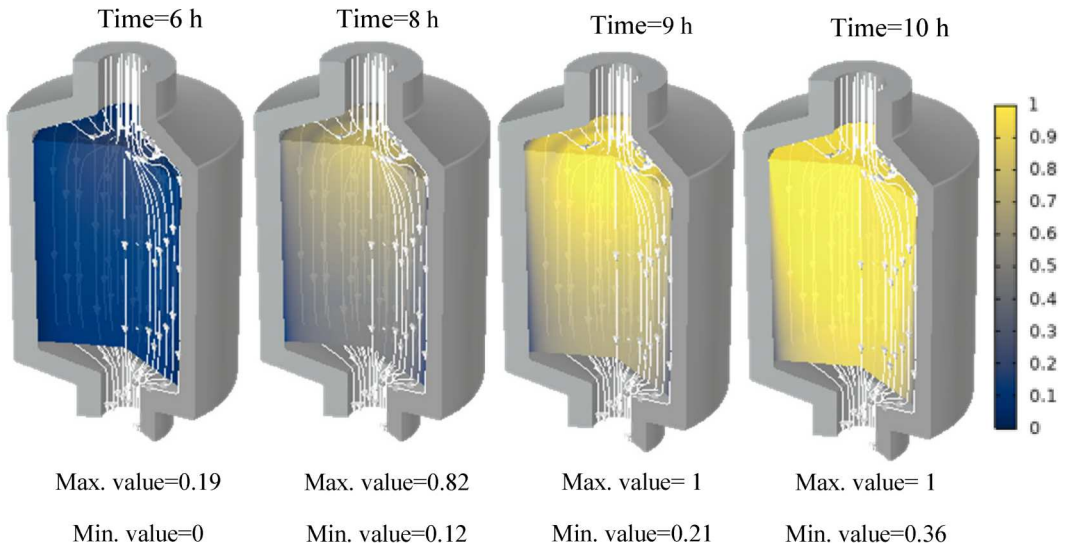 Time=6 h
Time=8 h
Time=9 h
Time=10 h
1
0.9
0.8
0.7
0.6
0.5
0.4
0.3
0.2
0.1
0
Max. value=0.19
Max. value=0.82
Max. value= 1
Max. value= 1
Min. value=0
Min. value=0.12
Min. value=0.21
Min. value=0.36